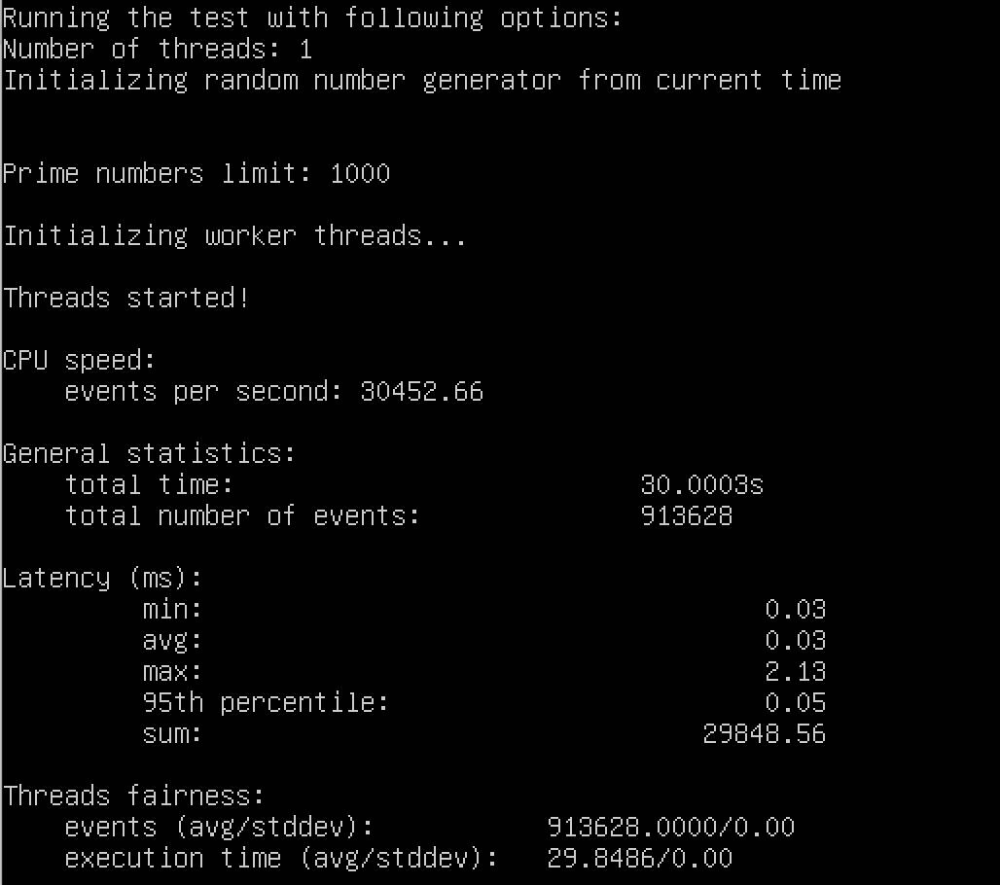 Running the test with following options:
Number of threads: 1
Initializing random number generator from current time
Prime numbers limit: 1000
Initializing worker threads...
Threads started!
CPU speed:
events per second: 30452.66
General statistics:
total time: 30.0003s
total number of events: 913628
Latency (ms):
min: 0.03
avg: 0.03
max: 2.13
95th percentile: 0.05
sum: 29848.56
Threads fairness:
events (avg/stddev): 913628.0000/0.00
execution time (avg/stddev): 29.8486/0.00